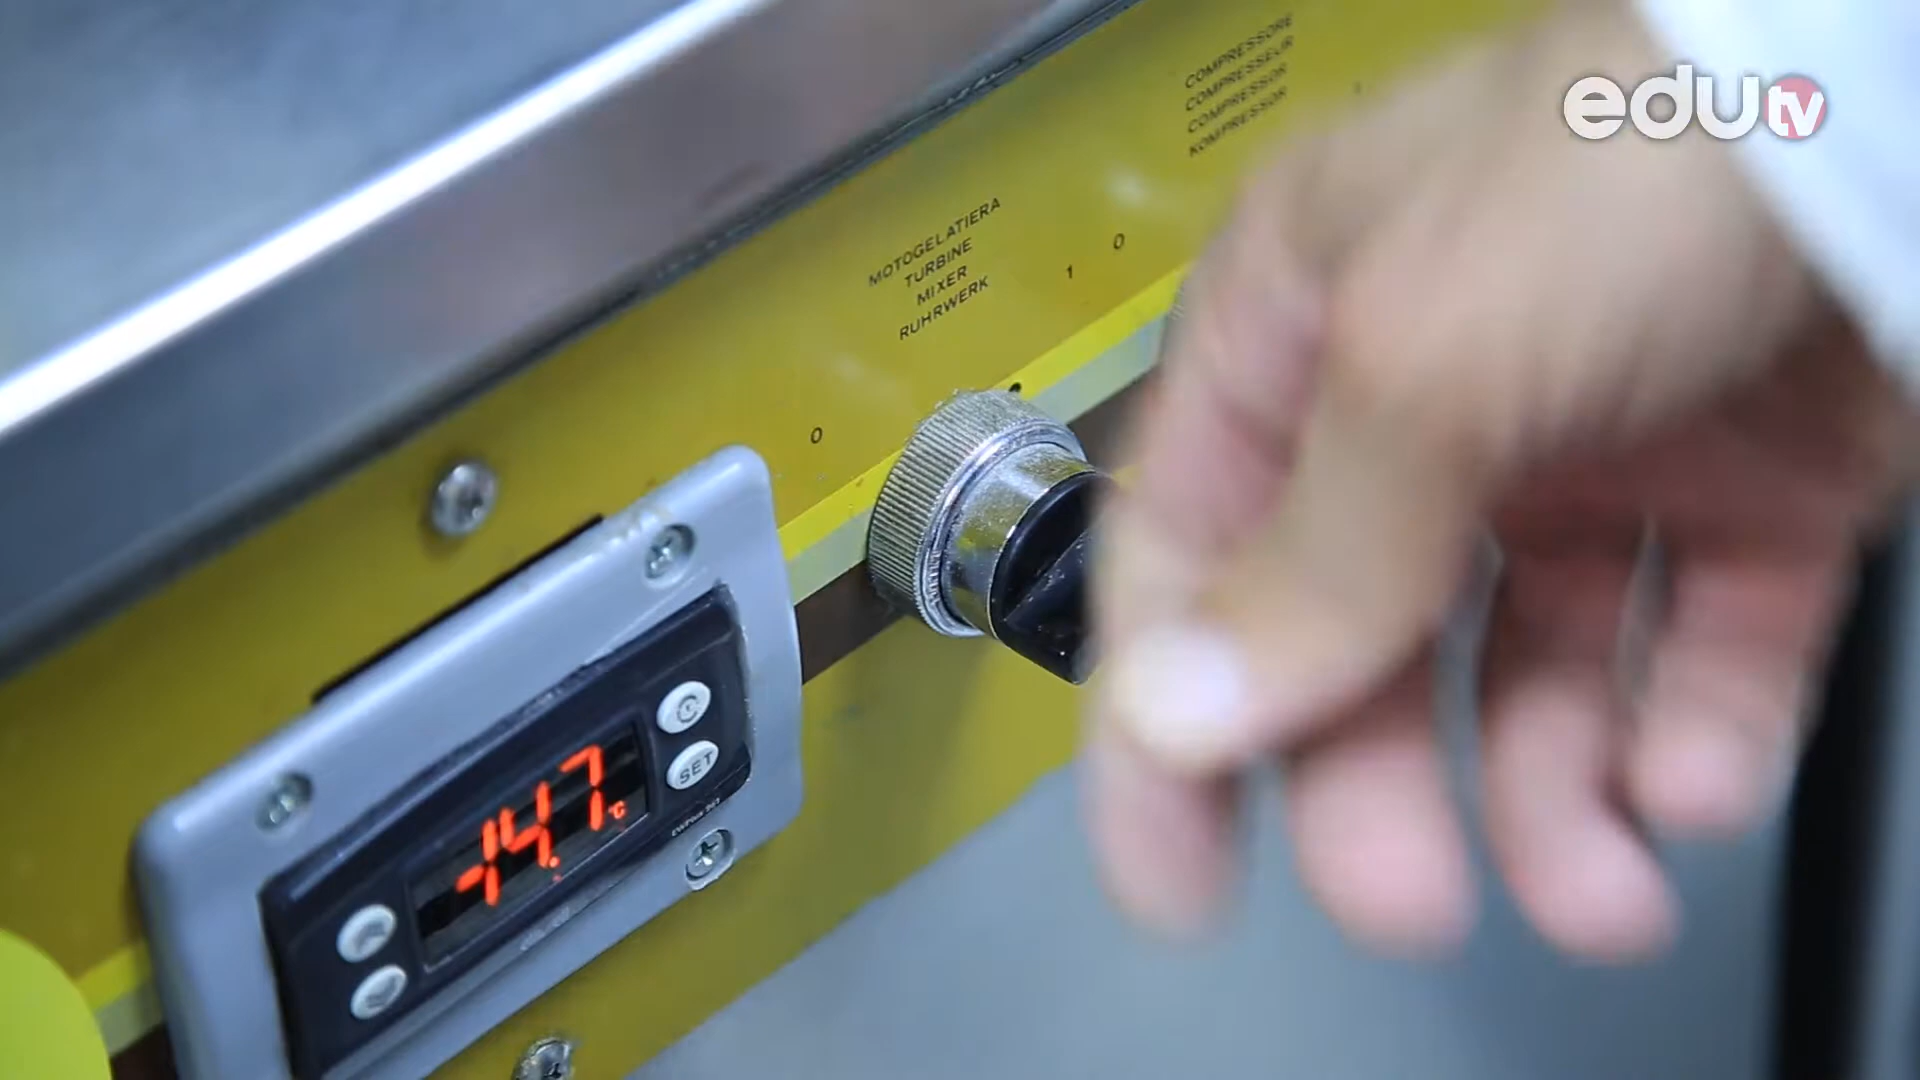 edutv
COMPRESSORE
COMPRESSEUR
COMPRESSOR
KOMPRESSOR
MOTOGELATIERA
TURBINE
MIXER
RUHRWERK
1 0
0
SET
-14.7°C